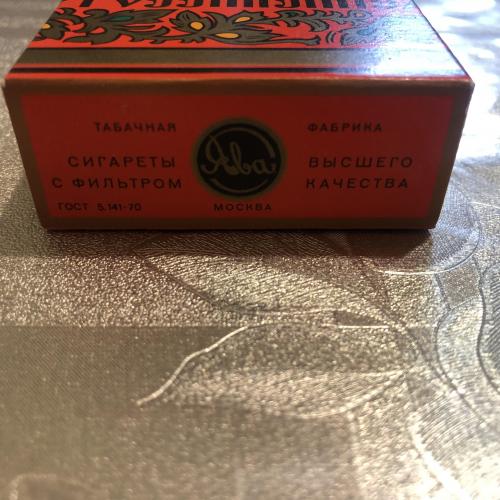 ТАБАЧНАЯ Ява ФАБРИКА
СИГАРЕТЫ ВЫСШЕГО
С ФИЛЬТРОМ КАЧЕСТВА
ГОСТ 5.141-70 МОСКВА